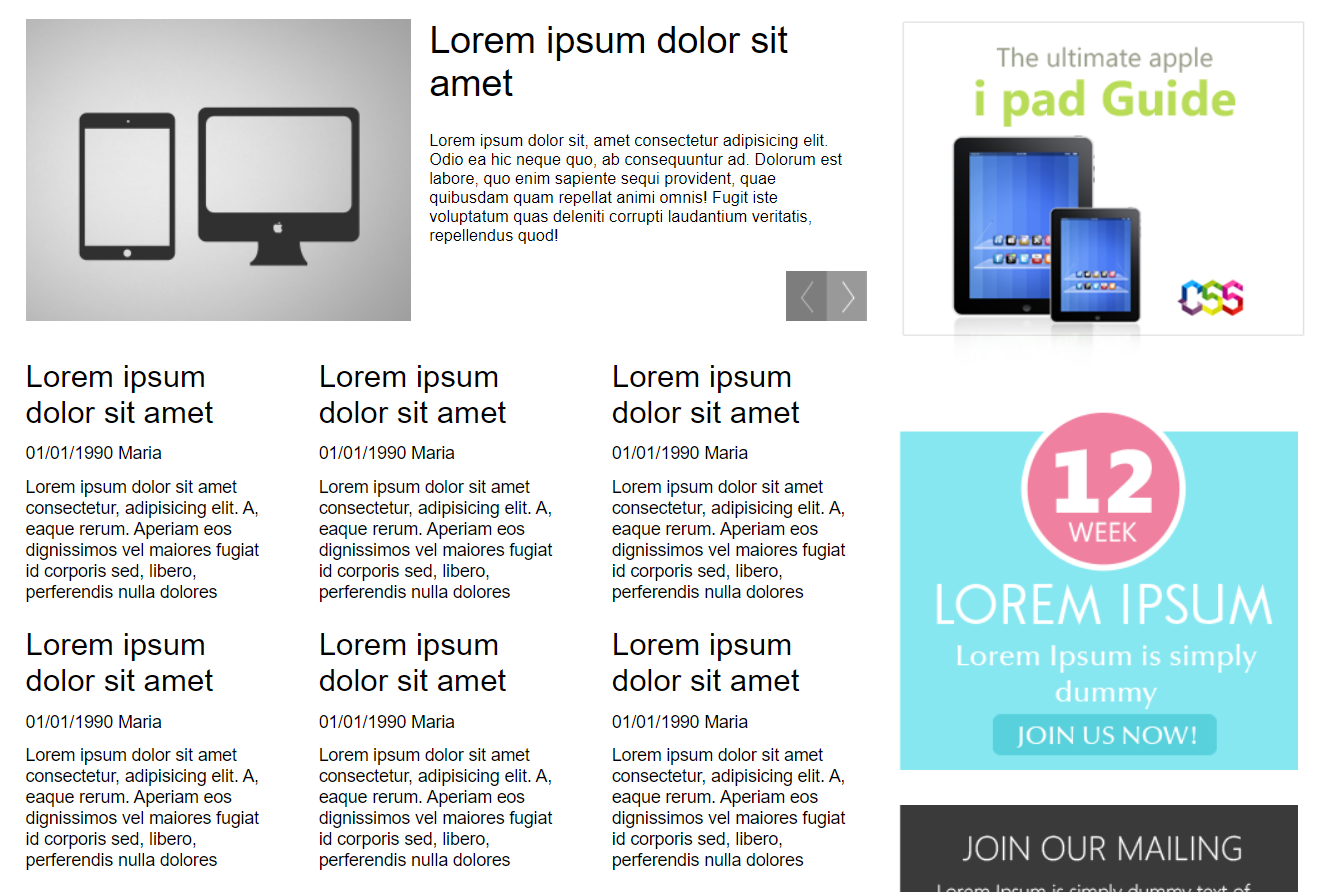 Lorem ipsum dolor sit
amet
Lorem ipsum dolor sit, amet consectetur adipisicing elit.
Odio ea hic neque quo, ab consequuntur ad. Dolorum est
labore, quo enim sapiente sequi provident, quae
quibusdam quam repellat animi omnis! Fugit iste
voluptatum quas deleniti corrupti laudantium veritatis,
repellendus quod!
Lorem ipsum
dolor sit amet
01/01/1990 Maria
Lorem ipsum dolor sit amet
consectetur, adipisicing elit. A,
eaque rerum. Aperiam eos
dignissimos vel maiores fugiat
id corporis sed, libero,
perferendis nulla dolores
Lorem ipsum
dolor sit amet
01/01/1990 Maria
Lorem ipsum dolor sit amet
consectetur, adipisicing elit. A,
eaque rerum. Aperiam eos
dignissimos vel maiores fugiat
id corporis sed, libero,
perferendis nulla dolores
Lorem ipsum
dolor sit amet
01/01/1990 Maria
Lorem ipsum dolor sit amet
consectetur, adipisicing elit. A,
eaque rerum. Aperiam eos
dignissimos vel maiores fugiat
id corporis sed, libero,
perferendis nulla dolores
Lorem ipsum
dolor sit amet
01/01/1990 Maria
Lorem ipsum dolor sit amet
consectetur, adipisicing elit. A,
eaque rerum. Aperiam eos
dignissimos vel maiores fugiat
id corporis sed, libero,
perferendis nulla dolores
Lorem ipsum
dolor sit amet
01/01/1990 Maria
Lorem ipsum dolor sit amet
consectetur, adipisicing elit. A,
eaque rerum. Aperiam eos
dignissimos vel maiores fugiat
id corporis sed, libero,
perferendis nulla dolores
Lorem ipsum
dolor sit amet
01/01/1990 Maria
Lorem ipsum dolor sit amet
consectetur, adipisicing elit. A,
eaque rerum. Aperiam eos
dignissimos vel maiores fugiat
id corporis sed, libero,
perferendis nulla dolores
The ultimate apple
i pad Guide
CSS
12
WEEK
LOREM IPSUM
Lorem Ipsum is simply
dummy
JOIN US NOW!
JOIN OUR MAILING
Lorem Ipsum is simply dummy text of